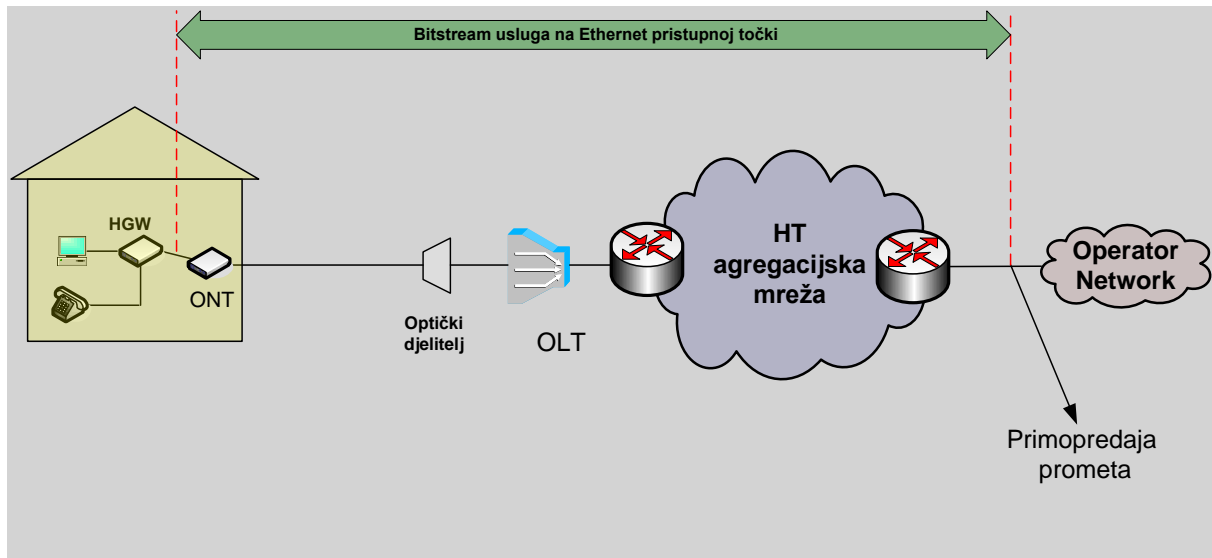 Bitstream usluga na Ethernet pristupnoj točki
HGW
ONT
Optički
djelitelj
OLT
HT
agregacijska
mreža
Operator
Network
Primopredaja
prometa